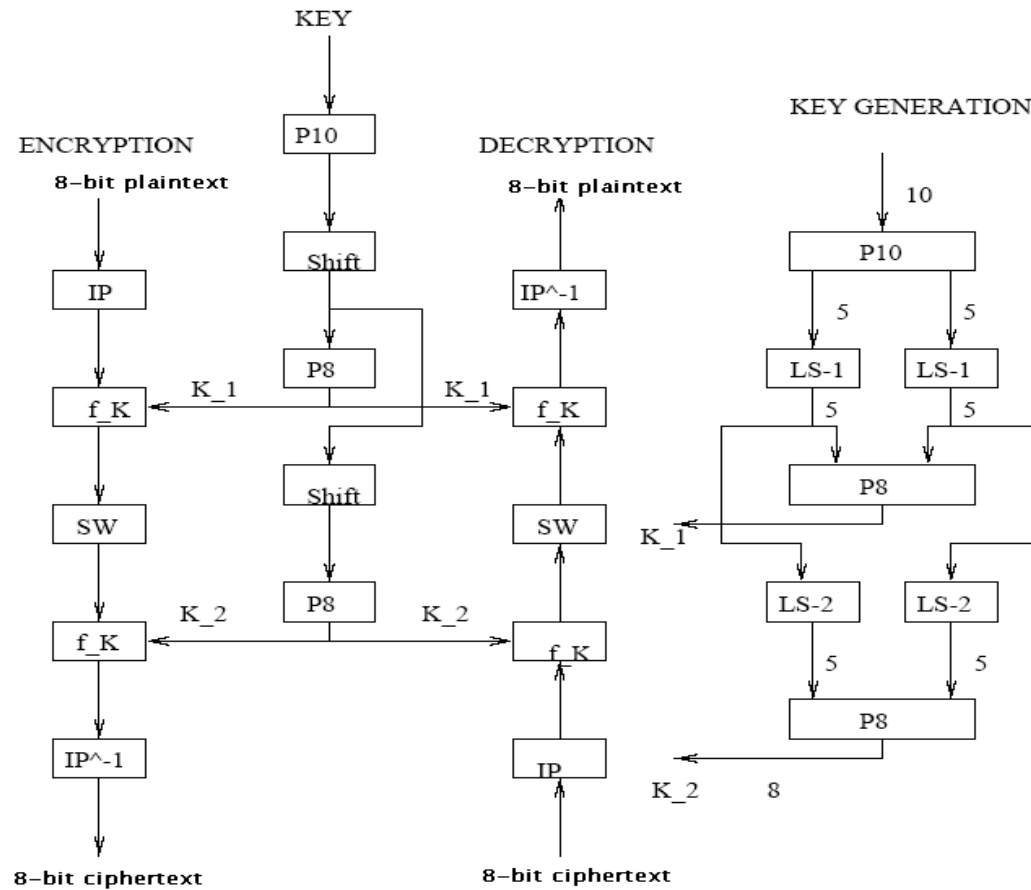 KEY
KEY GENERATION
P10
ENCRYPTION
DECRYPTION
8-bit plaintext
8-bit plaintext
10
Shift
P10
IP
IP^-1
5
5
P8
LS-1
LS-1
K_1
K_1
f_K
f_K
5
5
Shift
P8
SW
SW
K_1
P8
LS-2
LS-2
K_2
K_2
f_K
f_K
5
5
P8
IP^-1
IP
K_2
8
8-bit ciphertext
8-bit ciphertext